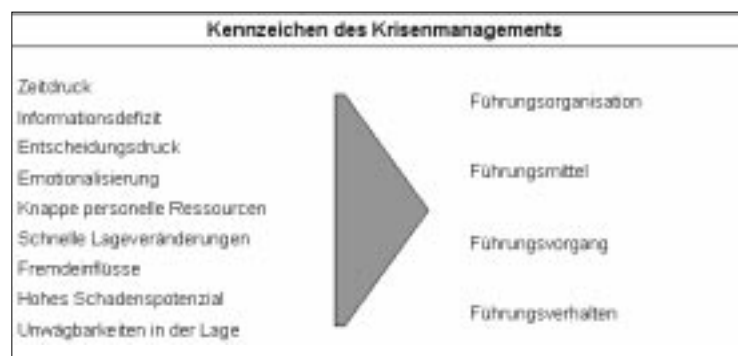 Kennzeichen des Krisenmanagements
Zeitdruck
Informationsdefizit
Entscheidungsdruck
Emotionalisierung
Knappe personelle Ressourcen
Schnelle Lageveränderungen
Fremdeinflüsse
Hohes Schadenspotenzial
Unwägbarkeiten in der Lage
Führungsorganisation
Führungsmittel
Führungsvorgang
Führungsverhalten